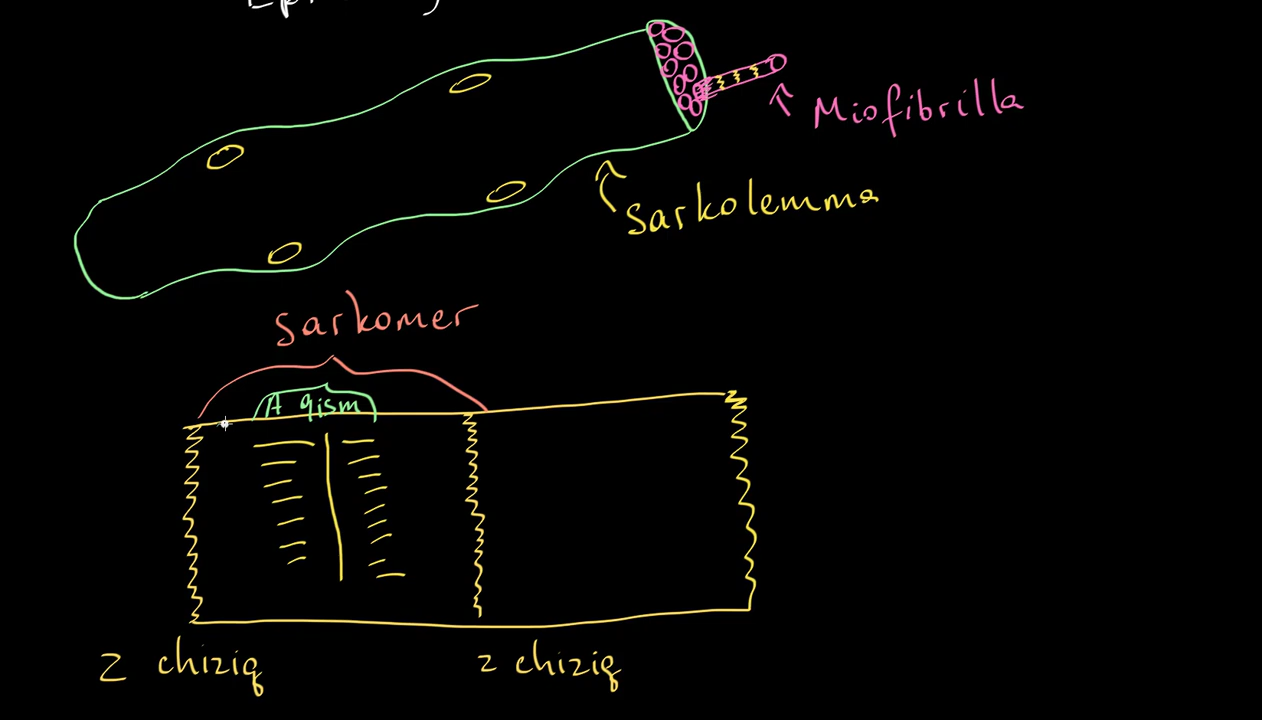 Miofibrilla
Sarkolemma
Sarkomer
A qism
Z chiziq
z chiziq